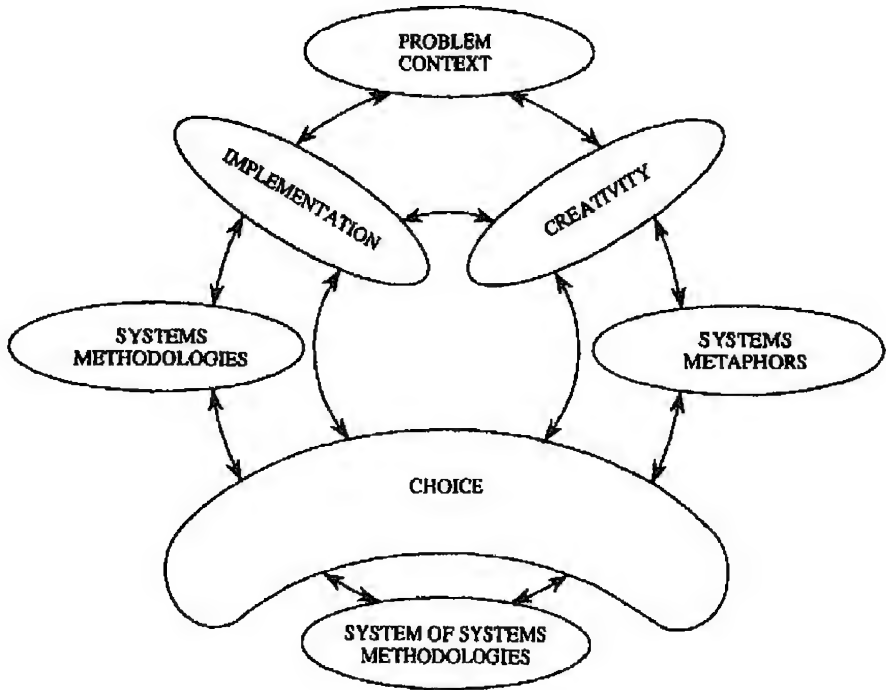 PROBLEM
CONTEXT
IMPLEMENTATION
CREATIVITY
SYSTEMS
METHODOLOGIES
SYSTEMS
METAPHORS
CHOICE
SYSTEM OF SYSTEMS
METHODOLOGIES